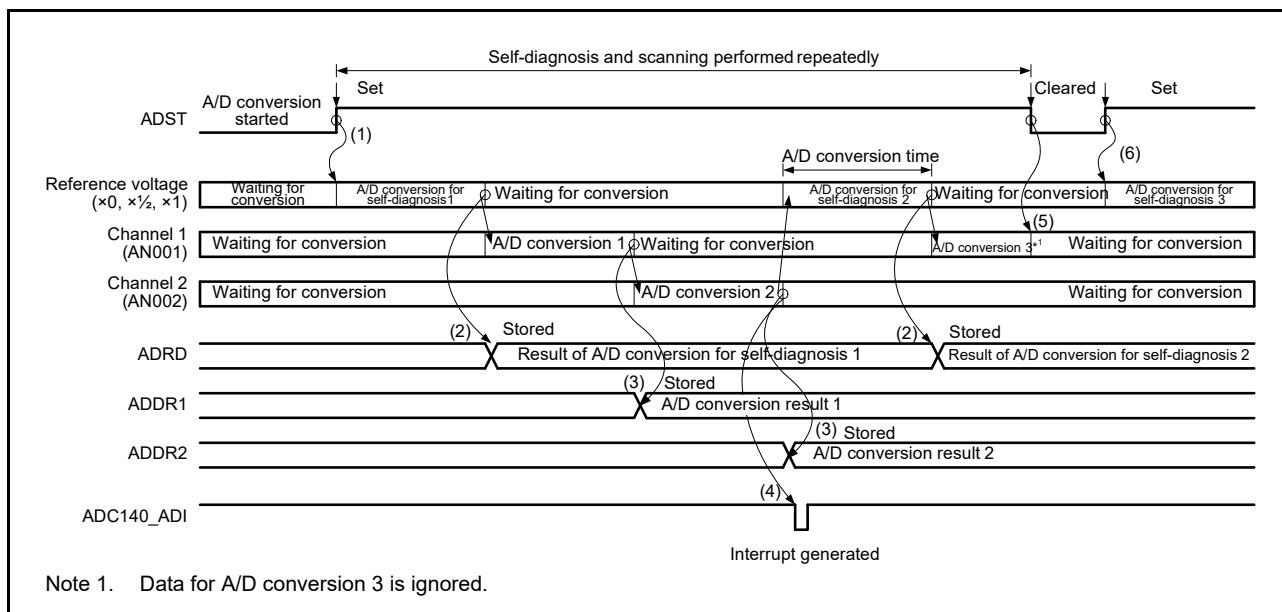 Self-diagnosis and scanning performed repeatedly
Set
Cleared
Set
A/D conversion
started
ADST
(1)
(6)
A/D conversion time
Reference voltage
(×0, ×½, ×1)
Waiting for
conversion
A/D conversion for
self-diagnosis1
Waiting for conversion
A/D conversion for
self-diagnosis 2
Waiting for conversion
A/D conversion for
self-diagnosis 3
(5)
Channel 1
(AN001)
Waiting for conversion
A/D conversion 1
Waiting for conversion
A/D conversion 3*1
Waiting for conversion
Channel 2
(AN002)
Waiting for conversion
A/D conversion 2
Waiting for conversion
(2)
Stored
(2)
Stored
ADRD
Result of A/D conversion for self-diagnosis 1
Result of A/D conversion for self-diagnosis 2
(3)
Stored
ADDR1
A/D conversion result 1
(3)
Stored
ADDR2
A/D conversion result 2
(4)
ADC140_ADI
Interrupt generated
Note 1. Data for A/D conversion 3 is ignored.